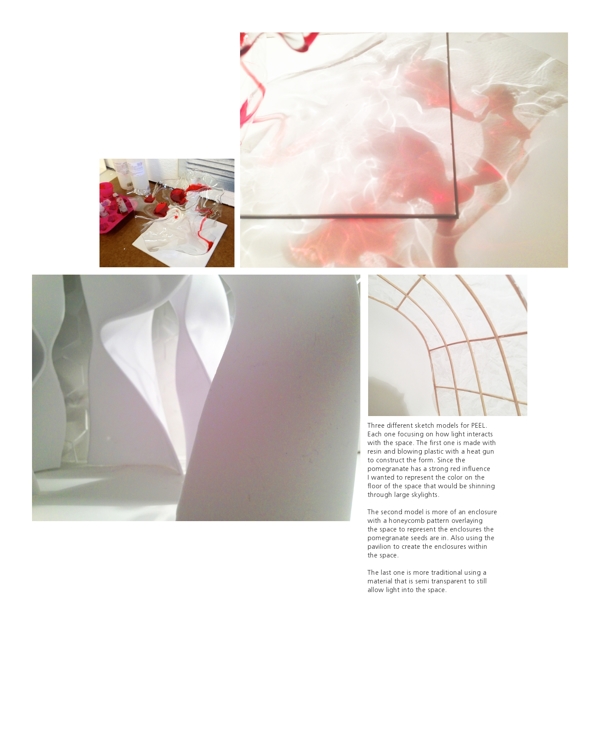 Three different sketch models for PEEL.
Each one focusing on how light interacts
with the space. The first one is made with
resin and blowing plastic with a heat gun
to construct the form. Since the
pomegranate has a strong red influence
I wanted to represent the color on the
floor of the space that would be shinning
through large skylights.
The second model is more of an enclosure
with a honeycomb pattern overlaying
the space to represent the enclosures the
pomegranate seeds are in. Also using the
pavilion to create the enclosures within
the space.
The last one is more traditional using a
material that is semi transparent to still
allow light into the space.